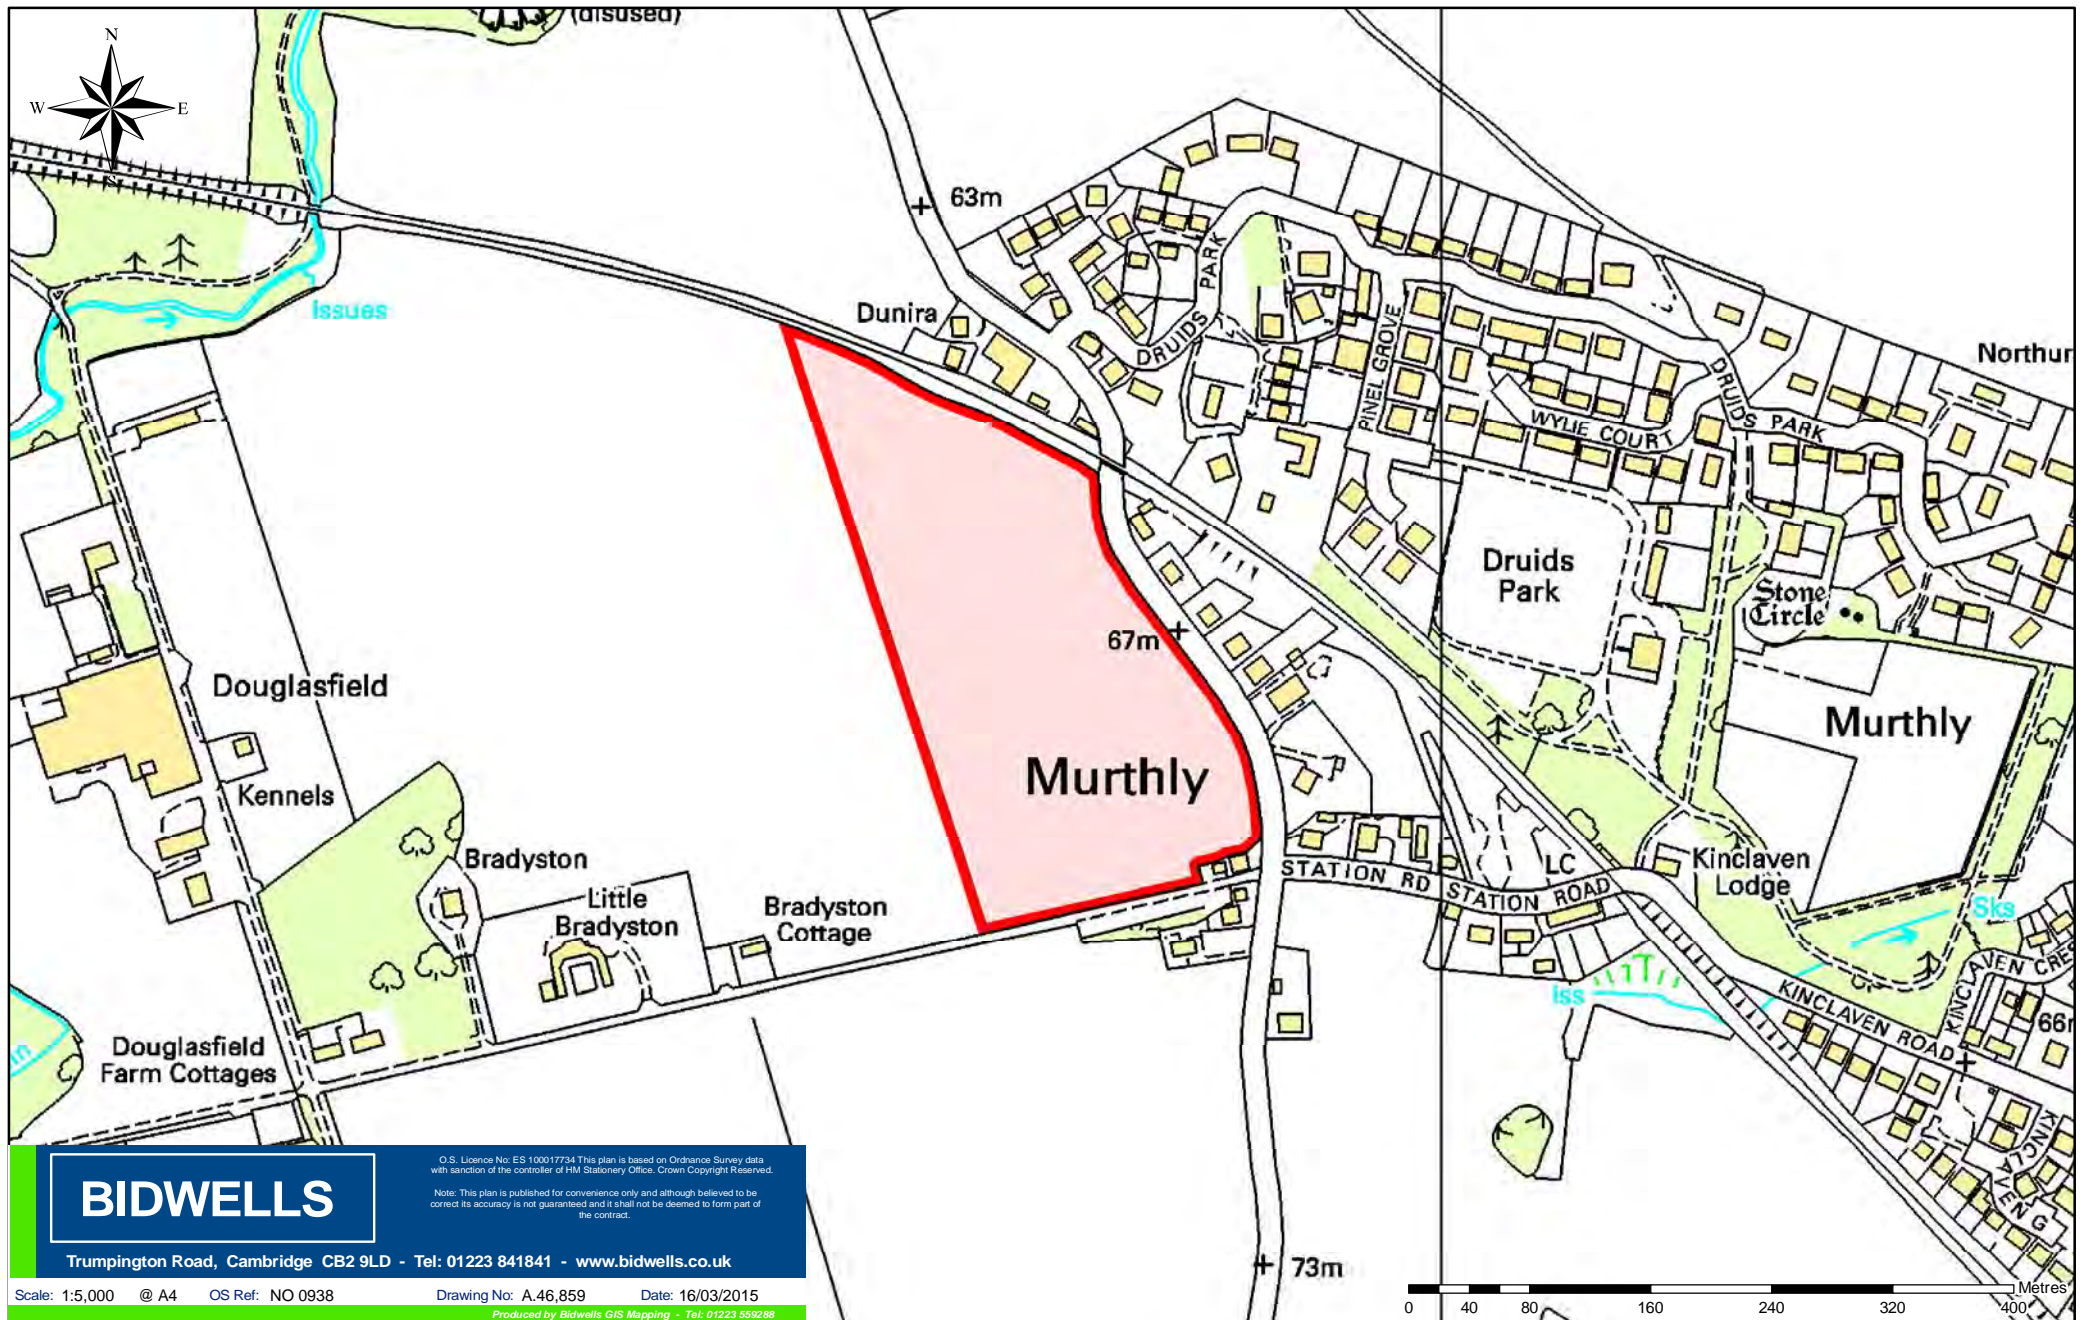 (disused)
N
W
E
S
63m
Issues
Dunira
DRUIDS
PARK
PINEL GROVE
WYLIE COURT
DRUIDS PARK
Druids
Park
Stone
Circle
67m
Douglasfield
Murthly
Murthly
Kennels
Bradyston
Little
Bradyston
Bradyston
Cottage
STATION RD
STATION ROAD
LC
Kinclaven
Lodge
Sks
Iss
KINCLAVEN ROAD
KINCLAVEN CRES
Douglasfield
Farm Cottages
73m
BIDWELLS
O.S. Licence No: ES 100017734 This plan is based on Ordnance Survey data
with sanction of the controller of HM Stationery Office. Crown Copyright Reserved.
Note: This plan is published for convenience only and although believed to be
correct its accuracy is not guaranteed and it shall not be deemed to form part of
the contract.
Trumpington Road, Cambridge CB2 9LD - Tel: 01223 841841 - www.bidwells.co.uk
Scale: 1:5,000 @ A4 OS Ref: NO 0938 Drawing No: A.46,859 Date: 16/03/2015
Produced by Bidwells GIS Mapping - Tel: 01223 559288
Metres
0 40 80 160 240 320 400